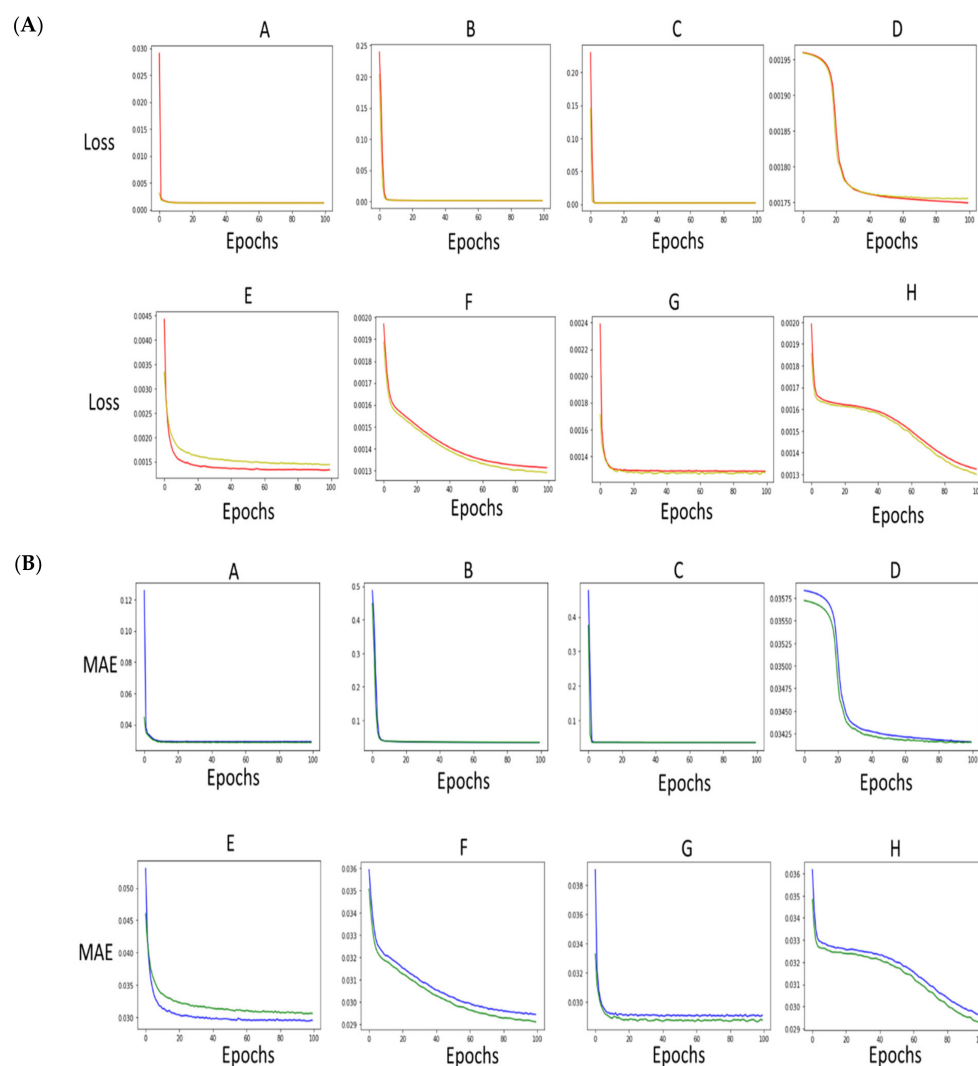 (A)
A B C D
Loss
0.030 0.025 0.020 0.015 0.010 0.005 0.000
0 20 40 60 80 100
0.25 0.20 0.15 0.10 0.05 0.00
0 20 40 60 80 100
0.20 0.15 0.10 0.05 0.00
0 20 40 60 80 100
0.00195 0.00190 0.00185 0.00180 0.00175
0 20 40 60 80 100
Epochs Epochs Epochs Epochs
E F G H
Loss
0.0045 0.0040 0.0035 0.0030 0.0025 0.0020 0.0015
0 20 40 60 80 100
0.0020 0.0019 0.0018 0.0017 0.0016 0.0015 0.0014 0.0013
0 20 40 60 80 100
0.0024 0.0022 0.0020 0.0018 0.0016 0.0014
0 20 40 60 80 100
0.0020 0.0019 0.0018 0.0017 0.0016 0.0015 0.0014 0.0013
0 20 40 60 80 100
Epochs Epochs Epochs Epochs
(B)
A B C D
MAE
0.12 0.10 0.08 0.06 0.04
0 20 40 60 80 100
0.5 0.4 0.3 0.2 0.1
0 20 40 60 80 100
0.4 0.3 0.2 0.1
0 20 40 60 80 100
0.03575 0.03550 0.03525 0.03500 0.03475 0.03450 0.03425
0 20 40 60 80 100
Epochs Epochs Epochs Epochs
E F G H
MAE
0.050 0.045 0.040 0.035 0.030
0 20 40 60 80 100
0.036 0.035 0.034 0.033 0.032 0.031 0.030 0.029
0 20 40 60 80 100
0.038 0.036 0.034 0.032 0.030
0 20 40 60 80 100
0.036 0.035 0.034 0.033 0.032 0.031 0.030 0.029
0 20 40 60 80 100
Epochs Epochs Epochs Epochs